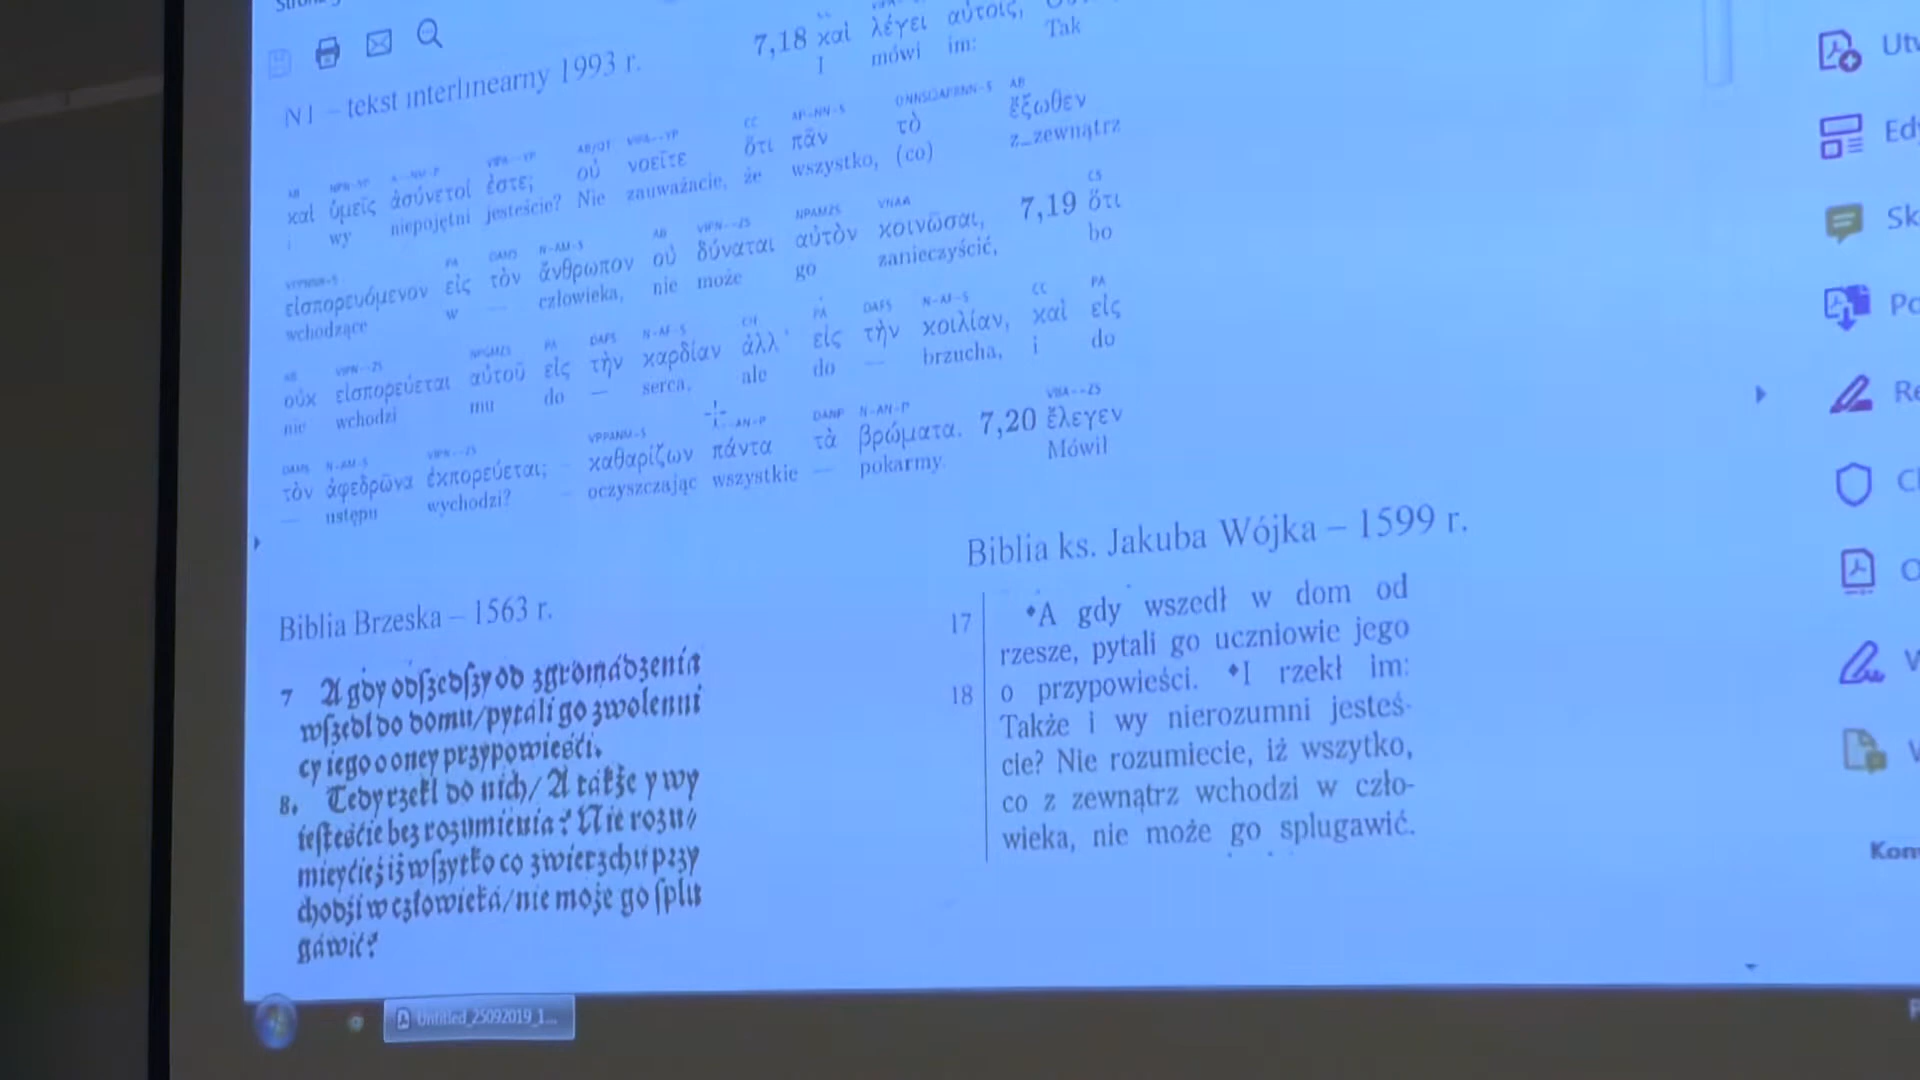 NT – tekst interlinearny 1993 r.
7,18 καὶ λέγει αὐτοῖς,
I mówi im: Tak
καὶ ὑμεῖς ἀσύνετοί ἐστε; οὐ νοεῖτε ὅτι πᾶν τὸ ἔξωθεν
i wy niepojętni jesteście? Nie zauważacie, że wszystko, (co) z_zewnątrz
εἰσπορευόμενον εἰς τὸν ἄνθρωπον οὐ δύναται αὐτὸν κοινῶσαι, 7,19 ὅτι
wchodzące w — człowieka, nie może go zanieczyścić, bo
οὐκ εἰσπορεύεται αὐτοῦ εἰς τὴν καρδίαν ἀλλ' εἰς τὴν κοιλίαν, καὶ εἰς
nie wchodzi mu do — serca, ale do — brzucha, i do
τὸν ἀφεδρῶνα ἐκπορεύεται; καθαρίζων πάντα τὰ βρώματα. 7,20 ἔλεγεν
— ustępu wychodzi? – oczyszczając wszystkie — pokarmy. Mówił
Biblia Brzeska – 1563 r.
7 A gdy odſzedſzy od zgromádzenia
wſzedł do domu/pytáli go zwolenni
cy iego o oney przypowieśći.
8. Tedy rzekł do nich/ A tákże y wy
ieſteśćie bez rozumienia? Nie rozu/
mieyćież iż wſzytko co zwierzchu przy
chodźi w człowieká/nie może go ſplu
gáwić?
Biblia ks. Jakuba Wójka – 1599 r.
17 •A gdy wszedł w dom od
rzesze, pytali go uczniowie jego
18 o przypowieści. •I rzekł im:
Także i wy nierozumni jesteś-
cie? Nie rozumiecie, iż wszytko,
co z zewnątrz wchodzi w czło-
wieka, nie może go splugawić.
Untitled_25092019_1...